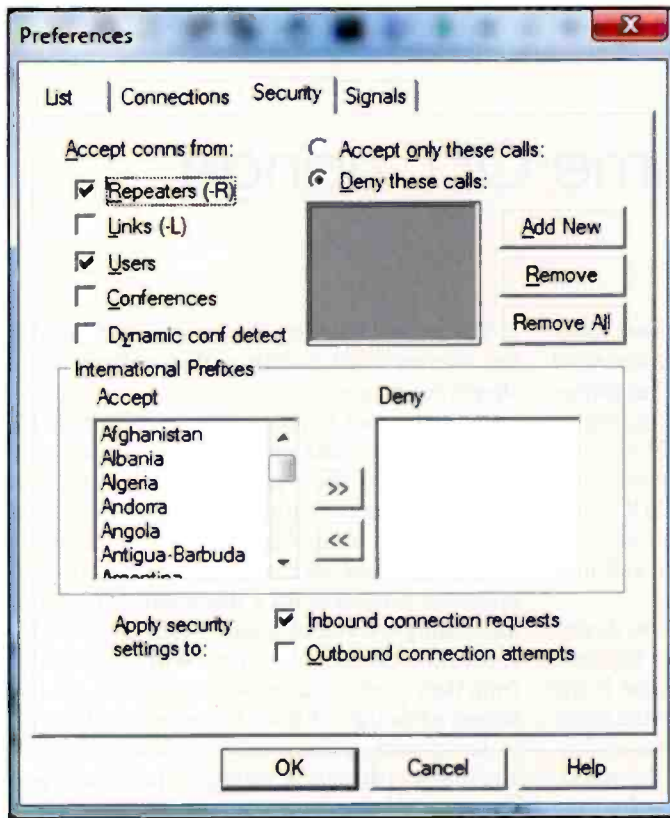 Preferences
List
Connections
Security
Signals
Accept conns from:
Repeaters (-R)
Links (-L)
Users
Conferences
Dynamic conf detect
Accept only these calls:
Deny these calls:
Add New
Remove
Remove All
International Prefixes
Accept
Deny
Afghanistan
Albania
Algeria
Andorra
Angola
Antigua-Barbuda
Argentina
>>
<<
Apply security
settings to:
Inbound connection requests
Outbound connection attempts
OK
Cancel
Help